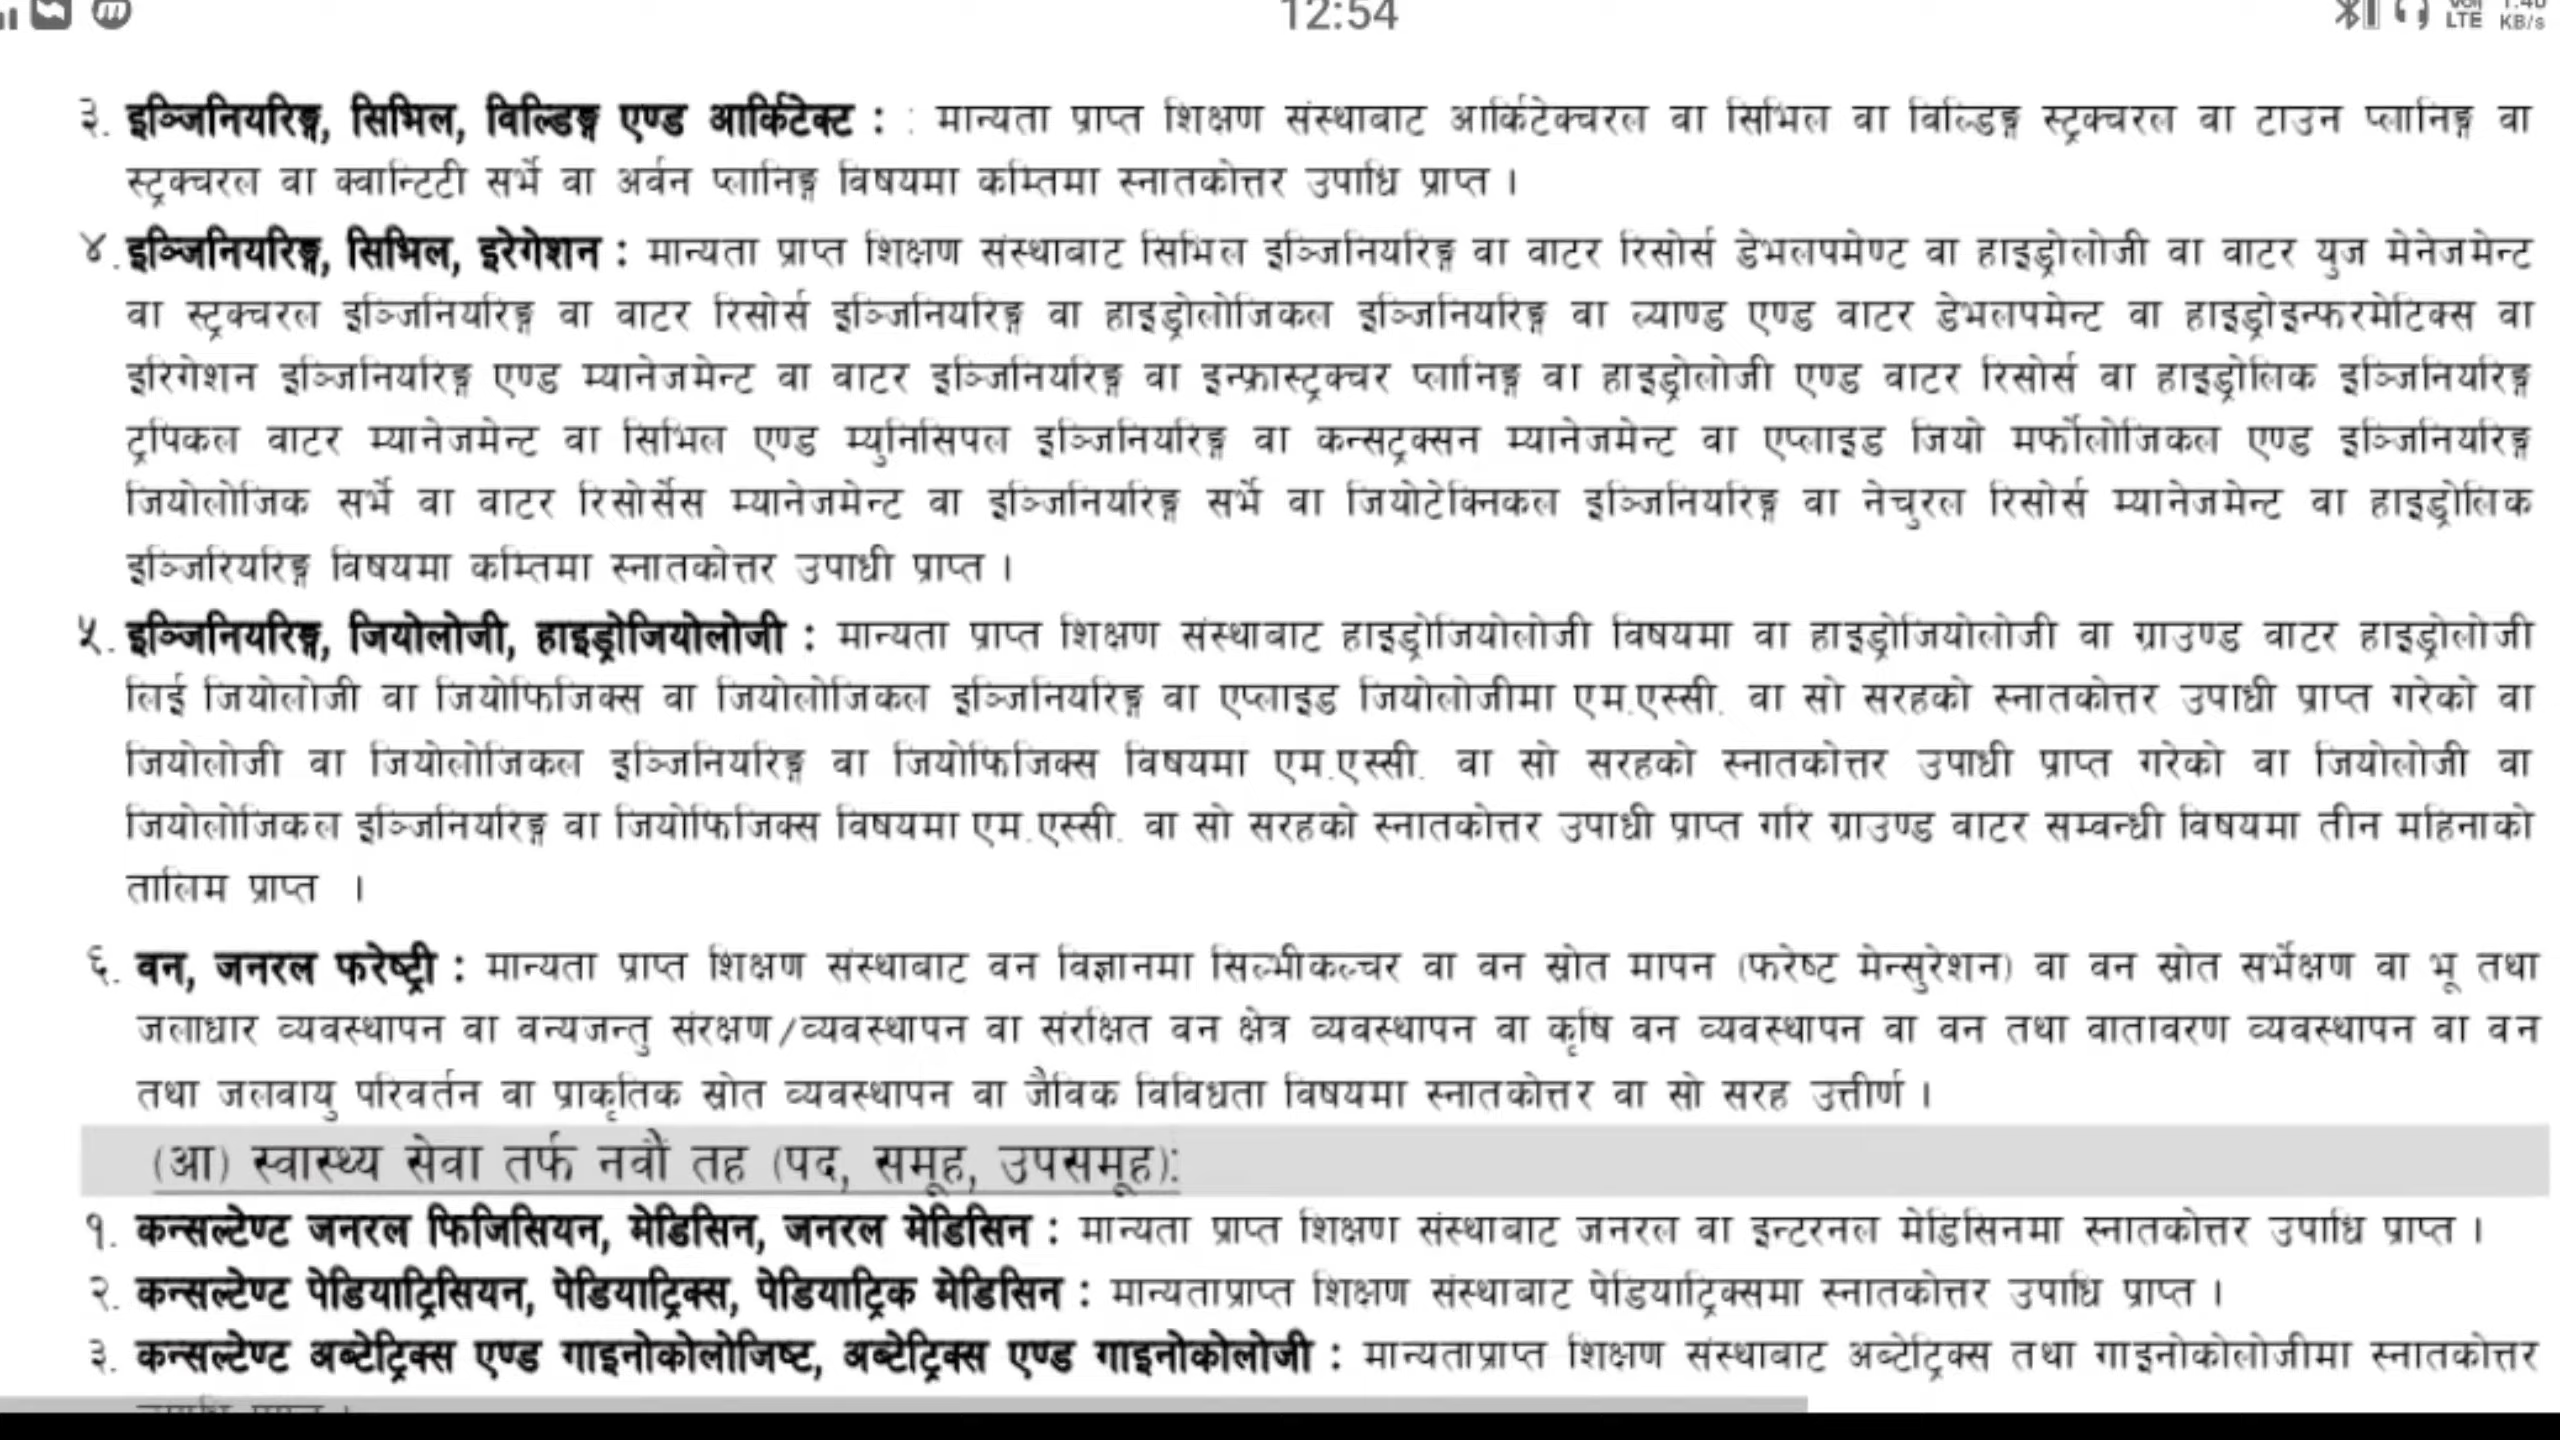 12:54
LTE KB/s
३. इञ्जिनियरिङ्ग, सिभिल, विल्डिङ्ग एण्ड आर्किटेक्ट : : मान्यता प्राप्त शिक्षण संस्थाबाट आर्किटेक्चरल वा सिभिल वा विल्डिङ्ग स्ट्रक्चरल वा टाउन प्लानिङ्ग वा
स्ट्रक्चरल वा क्वान्टिटी सर्भे वा अर्वन प्लानिङ्ग विषयमा कम्तिमा स्नातकोत्तर उपाधि प्राप्त ।
४. इञ्जिनियरिङ्ग, सिभिल, इरेगेशन : मान्यता प्राप्त शिक्षण संस्थाबाट सिभिल इञ्जिनियरिङ्ग वा वाटर रिसोर्स डेभलपमेण्ट वा हाइड्रोलोजी वा वाटर युज मेनेजमेन्ट
वा स्ट्रक्चरल इञ्जिनियरिङ्ग वा वाटर रिसोर्स इञ्जिनियरिङ्ग वा हाइड्रोलोजिकल इञ्जिनियरिङ्ग वा ल्याण्ड एण्ड वाटर डेभलपमेन्ट वा हाइड्रोइन्फरमेटिक्स वा
इरिगेशन इञ्जिनियरिङ्ग एण्ड म्यानेजमेन्ट वा वाटर इञ्जिनियरिङ्ग वा इन्फ्रास्ट्रक्चर प्लानिङ्ग वा हाइड्रोलोजी एण्ड वाटर रिसोर्स वा हाइड्रोलिक इञ्जिनियरिङ्ग
ट्रपिकल वाटर म्यानेजमेन्ट वा सिभिल एण्ड म्युनिसिपल इञ्जिनियरिङ्ग वा कन्सट्रक्सन म्यानेजमेन्ट वा एप्लाइड जियो मर्फोलोजिकल एण्ड इञ्जिनियरिङ्ग
जियोलोजिक सर्भे वा वाटर रिसोर्सेस म्यानेजमेन्ट वा इञ्जिनियरिङ्ग सर्भे वा जियोटेक्निकल इञ्जिनियरिङ्ग वा नेचुरल रिसोर्स म्यानेजमेन्ट वा हाइड्रोलिक
इञ्जिरियरिङ्ग विषयमा कम्तिमा स्नातकोत्तर उपाधी प्राप्त ।
५. इञ्जिनियरिङ्ग, जियोलोजी, हाइड्रोजियोलोजी : मान्यता प्राप्त शिक्षण संस्थाबाट हाइड्रोजियोलोजी विषयमा वा हाइड्रोजियोलोजी वा ग्राउण्ड वाटर हाइड्रोलोजी
लिई जियोलोजी वा जियोफिजिक्स वा जियोलोजिकल इञ्जिनियरिङ्ग वा एप्लाइड जियोलोजीमा एम.एस्सी. वा सो सरहको स्नातकोत्तर उपाधी प्राप्त गरेको वा
जियोलोजी वा जियोलोजिकल इञ्जिनियरिङ्ग वा जियोफिजिक्स विषयमा एम.एस्सी. वा सो सरहको स्नातकोत्तर उपाधी प्राप्त गरेको वा जियोलोजी वा
जियोलोजिकल इञ्जिनियरिङ्ग वा जियोफिजिक्स विषयमा एम.एस्सी. वा सो सरहको स्नातकोत्तर उपाधी प्राप्त गरि ग्राउण्ड वाटर सम्वन्धी विषयमा तीन महिनाको
तालिम प्राप्त ।
६. वन, जनरल फरेष्ट्री : मान्यता प्राप्त शिक्षण संस्थाबाट वन विज्ञानमा सिल्भीकल्चर वा वन स्रोत मापन (फरेष्ट मेन्सुरेशन) वा वन स्रोत सर्भेक्षण वा भू तथा
जलाधार व्यवस्थापन वा वन्यजन्तु संरक्षण/व्यवस्थापन वा संरक्षित वन क्षेत्र व्यवस्थापन वा कृषि वन व्यवस्थापन वा वन तथा वातावरण व्यवस्थापन वा वन
तथा जलवायु परिवर्तन वा प्राकृतिक स्रोत व्यवस्थापन वा जैविक विविधता विषयमा स्नातकोत्तर वा सो सरह उत्तीर्ण ।
(आ) स्वास्थ्य सेवा तर्फ नवौं तह (पद, समूह, उपसमूह):
१. कन्सल्टेण्ट जनरल फिजिसियन, मेडिसिन, जनरल मेडिसिन : मान्यता प्राप्त शिक्षण संस्थाबाट जनरल वा इन्टरनल मेडिसिनमा स्नातकोत्तर उपाधि प्राप्त ।
२. कन्सल्टेण्ट पेडियाट्रिसियन, पेडियाट्रिक्स, पेडियाट्रिक मेडिसिन : मान्यताप्राप्त शिक्षण संस्थाबाट पेडियाट्रिक्समा स्नातकोत्तर उपाधि प्राप्त ।
३. कन्सल्टेण्ट अब्टेट्रिक्स एण्ड गाइनोकोलोजिष्ट, अब्टेट्रिक्स एण्ड गाइनोकोलोजी : मान्यताप्राप्त शिक्षण संस्थाबाट अब्टेट्रिक्स तथा गाइनोकोलोजीमा स्नातकोत्तर